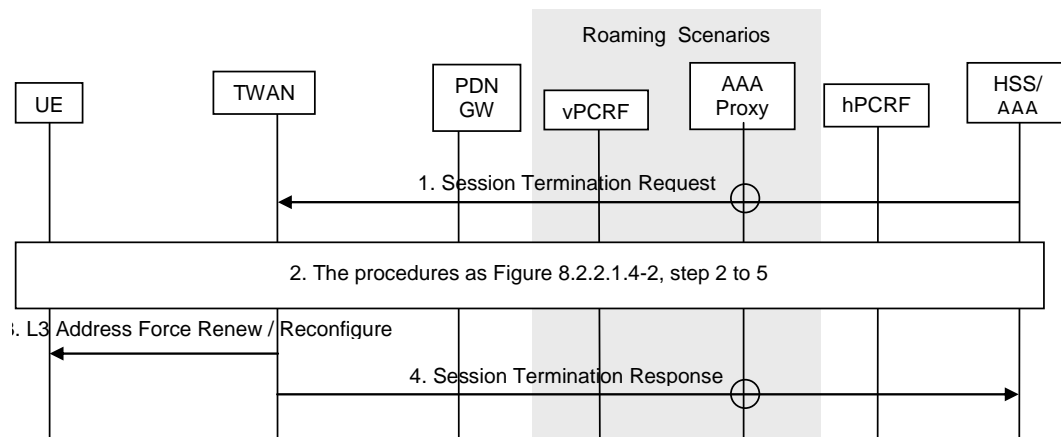 Roaming Scenarios
UE
TWAN
PDN
GW
vPCRF
AAA
Proxy
hPCRF
HSS/
AAA
1. Session Termination Request
2. The procedures as Figure 8.2.2.1.4-2, step 2 to 5
. L3 Address Force Renew / Reconfigure
4. Session Termination Response